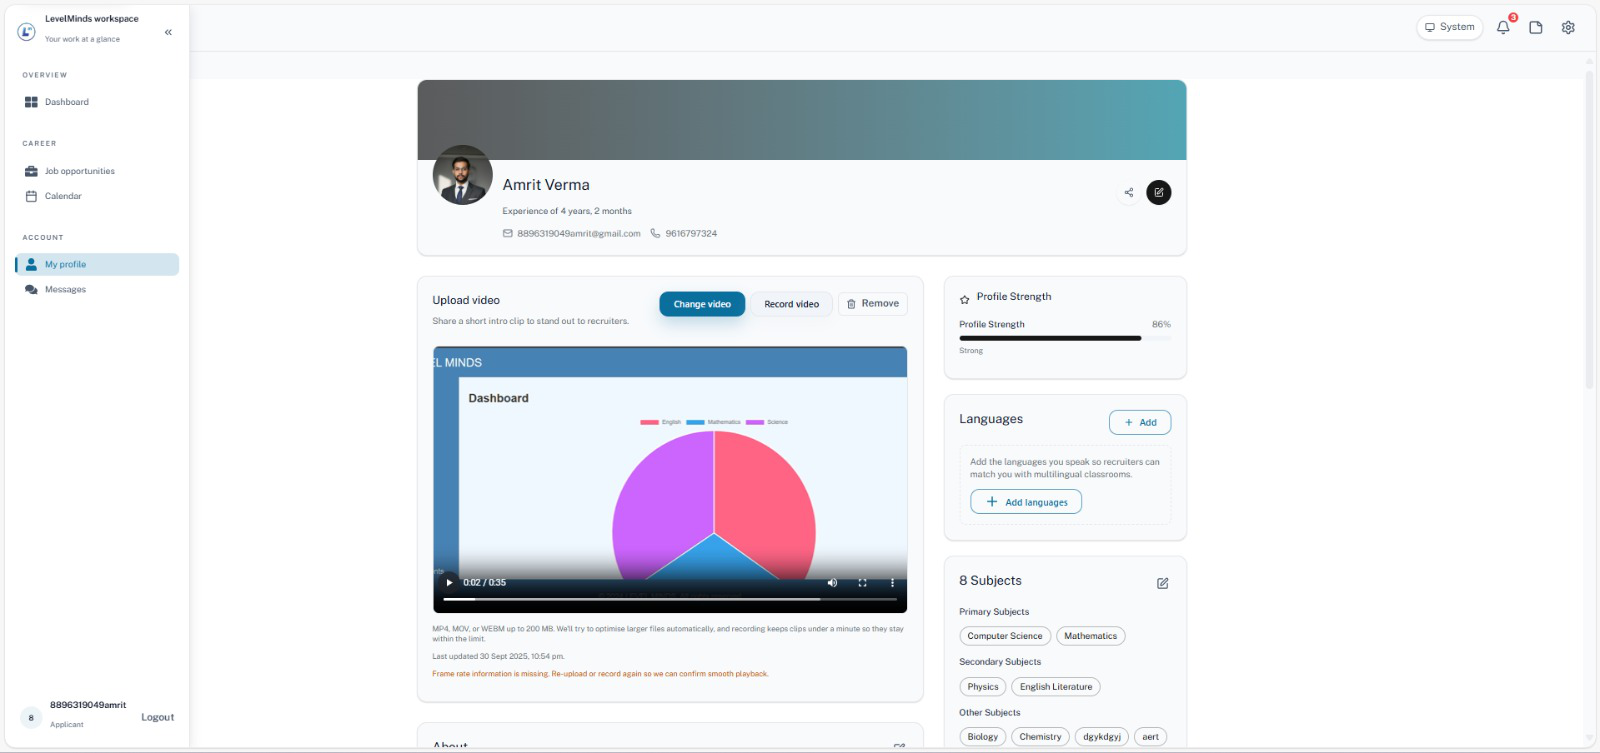 LevelMinds workspace
Your work at a glance
«
OVERVIEW
Dashboard
CAREER
Job opportunities
Calendar
ACCOUNT
My profile
Messages
8
8896319049amrit
Applicant
Logout
System
3
Amrit Verma
Experience of 4 years, 2 months
8896319049amrit@gmail.com 9616797324
Upload video
Share a short intro clip to stand out to recruiters.
Change video Record video Remove
EL MINDS
Dashboard
English Mathematics Science
0:02 / 0:35
MP4, MOV, or WEBM up to 200 MB. We'll try to optimise larger files automatically, and recording keeps clips under a minute so they stay
within the limit.
Last updated 30 Sept 2025, 10:54 pm.
Frame rate information is missing. Re-upload or record again so we can confirm smooth playback.
About
Profile Strength
Profile Strength 86%
Strong
Languages
+ Add
Add the languages you speak so recruiters can
match you with multilingual classrooms.
+ Add languages
8 Subjects
Primary Subjects
Computer Science Mathematics
Secondary Subjects
Physics English Literature
Other Subjects
Biology Chemistry dgykdgyj aert